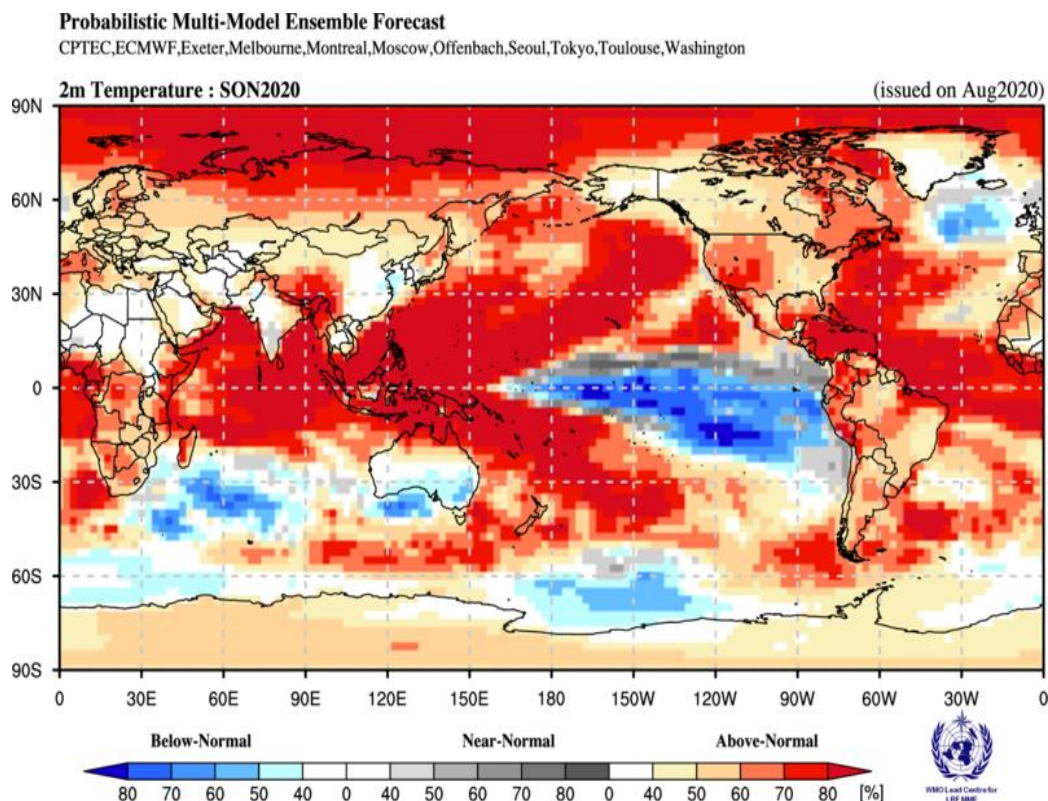 Probabilistic Multi-Model Ensemble Forecast
CPTEC,ECMWF,Exeter,Melbourne,Montreal,Moscow,Offenbach,Seoul,Tokyo,Toulouse,Washington
2m Temperature : SON2020 (issued on Aug2020)
90N
60N
30N
0
30S
60S
90S
0 30E 60E 90E 120E 150E 180 150W 120W 90W 60W 30W 0
Below-Normal Near-Normal Above-Normal
80 70 60 50 40 0 40 50 60 70 80 0 40 50 60 70 80 [%]
WMO Lead Centre for
LRFMME